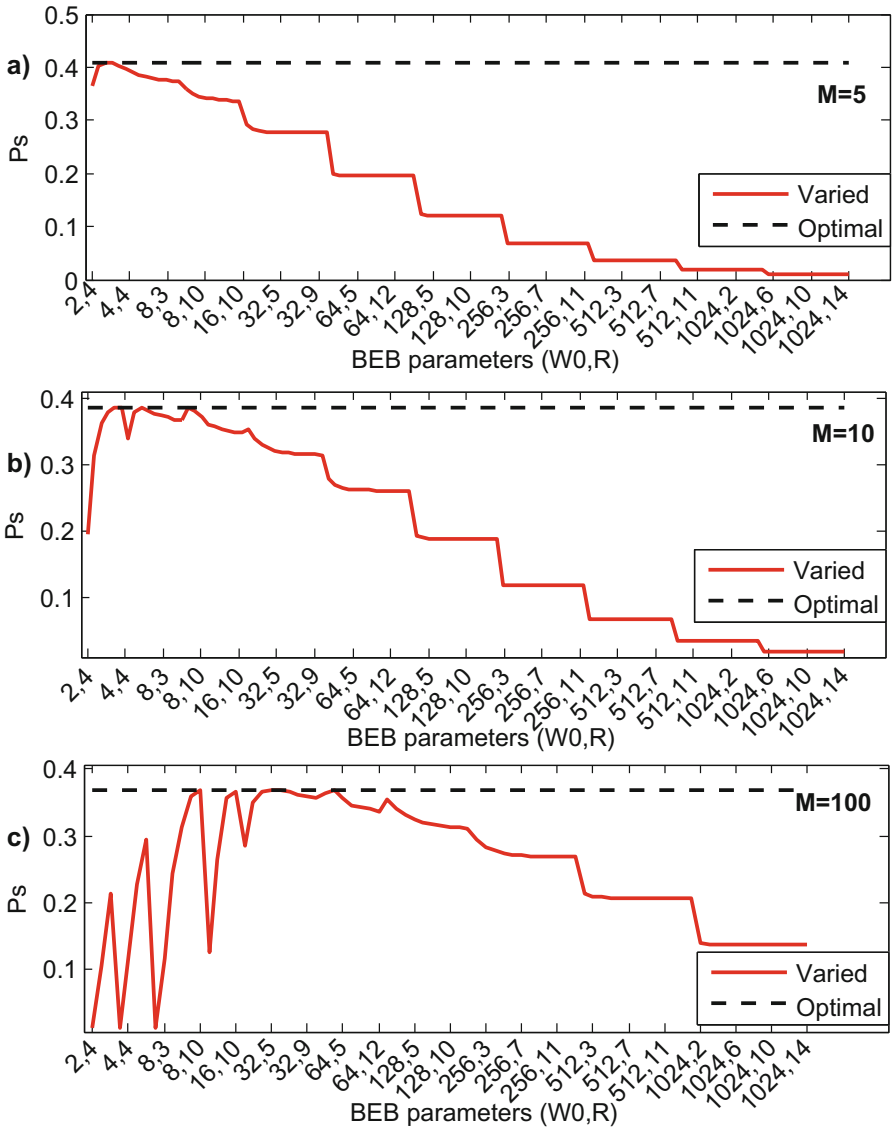 0.5
0.4
0.3
0.2
0.1
0
a)
Ps
M=5
Varied
Optimal
2,4 4,4 8,3 8,10 16,10 32,5 32,9 64,5 64,12 128,5 128,10 256,3 256,7 256,11 512,3 512,7 512,11 1024,2 1024,6 1024,10 1024,14
BEB parameters (W0,R)
0.4
0.3
0.2
0.1
b)
Ps
M=10
Varied
Optimal
2,4 4,4 8,3 8,10 16,10 32,5 32,9 64,5 64,12 128,5 128,10 256,3 256,7 256,11 512,3 512,7 512,11 1024,2 1024,6 1024,10 1024,14
BEB parameters (W0,R)
0.4
0.3
0.2
0.1
c)
Ps
M=100
Varied
Optimal
2,4 4,4 8,3 8,10 16,10 32,5 32,9 64,5 64,12 128,5 128,10 256,3 256,7 256,11 512,3 512,7 512,11 1024,2 1024,6 1024,10 1024,14
BEB parameters (W0,R)